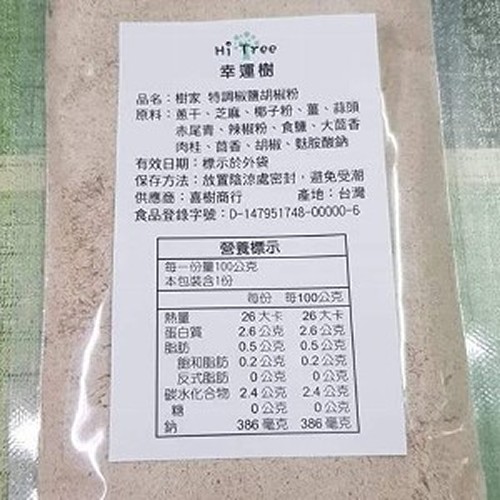 Hi Tree
幸運樹
品名：樹家 特調椒鹽胡椒粉
原料：蔥干、芝麻、椰子粉、薑、蒜頭
赤尾青、辣椒粉、食鹽、大茴香
肉桂、茴香、胡椒、麩胺酸鈉
有效日期：標示於外袋
保存方法：放置陰涼處密封，避免受潮
供應商：喜樹商行 產地：台灣
食品登錄字號：D-147951748-00000-6
營養標示
每一份量100公克
本包裝含1份
每份 每100公克
熱量 26 大卡 26 大卡
蛋白質 2.6 公克 2.6 公克
脂肪 0.5 公克 0.5 公克
飽和脂肪 0.2 公克 0.2 公克
反式脂肪 0 公克 0 公克
碳水化合物 2.4 公克 2.4 公克
糖 0 公克 0 公克
鈉 386 毫克 386 毫克